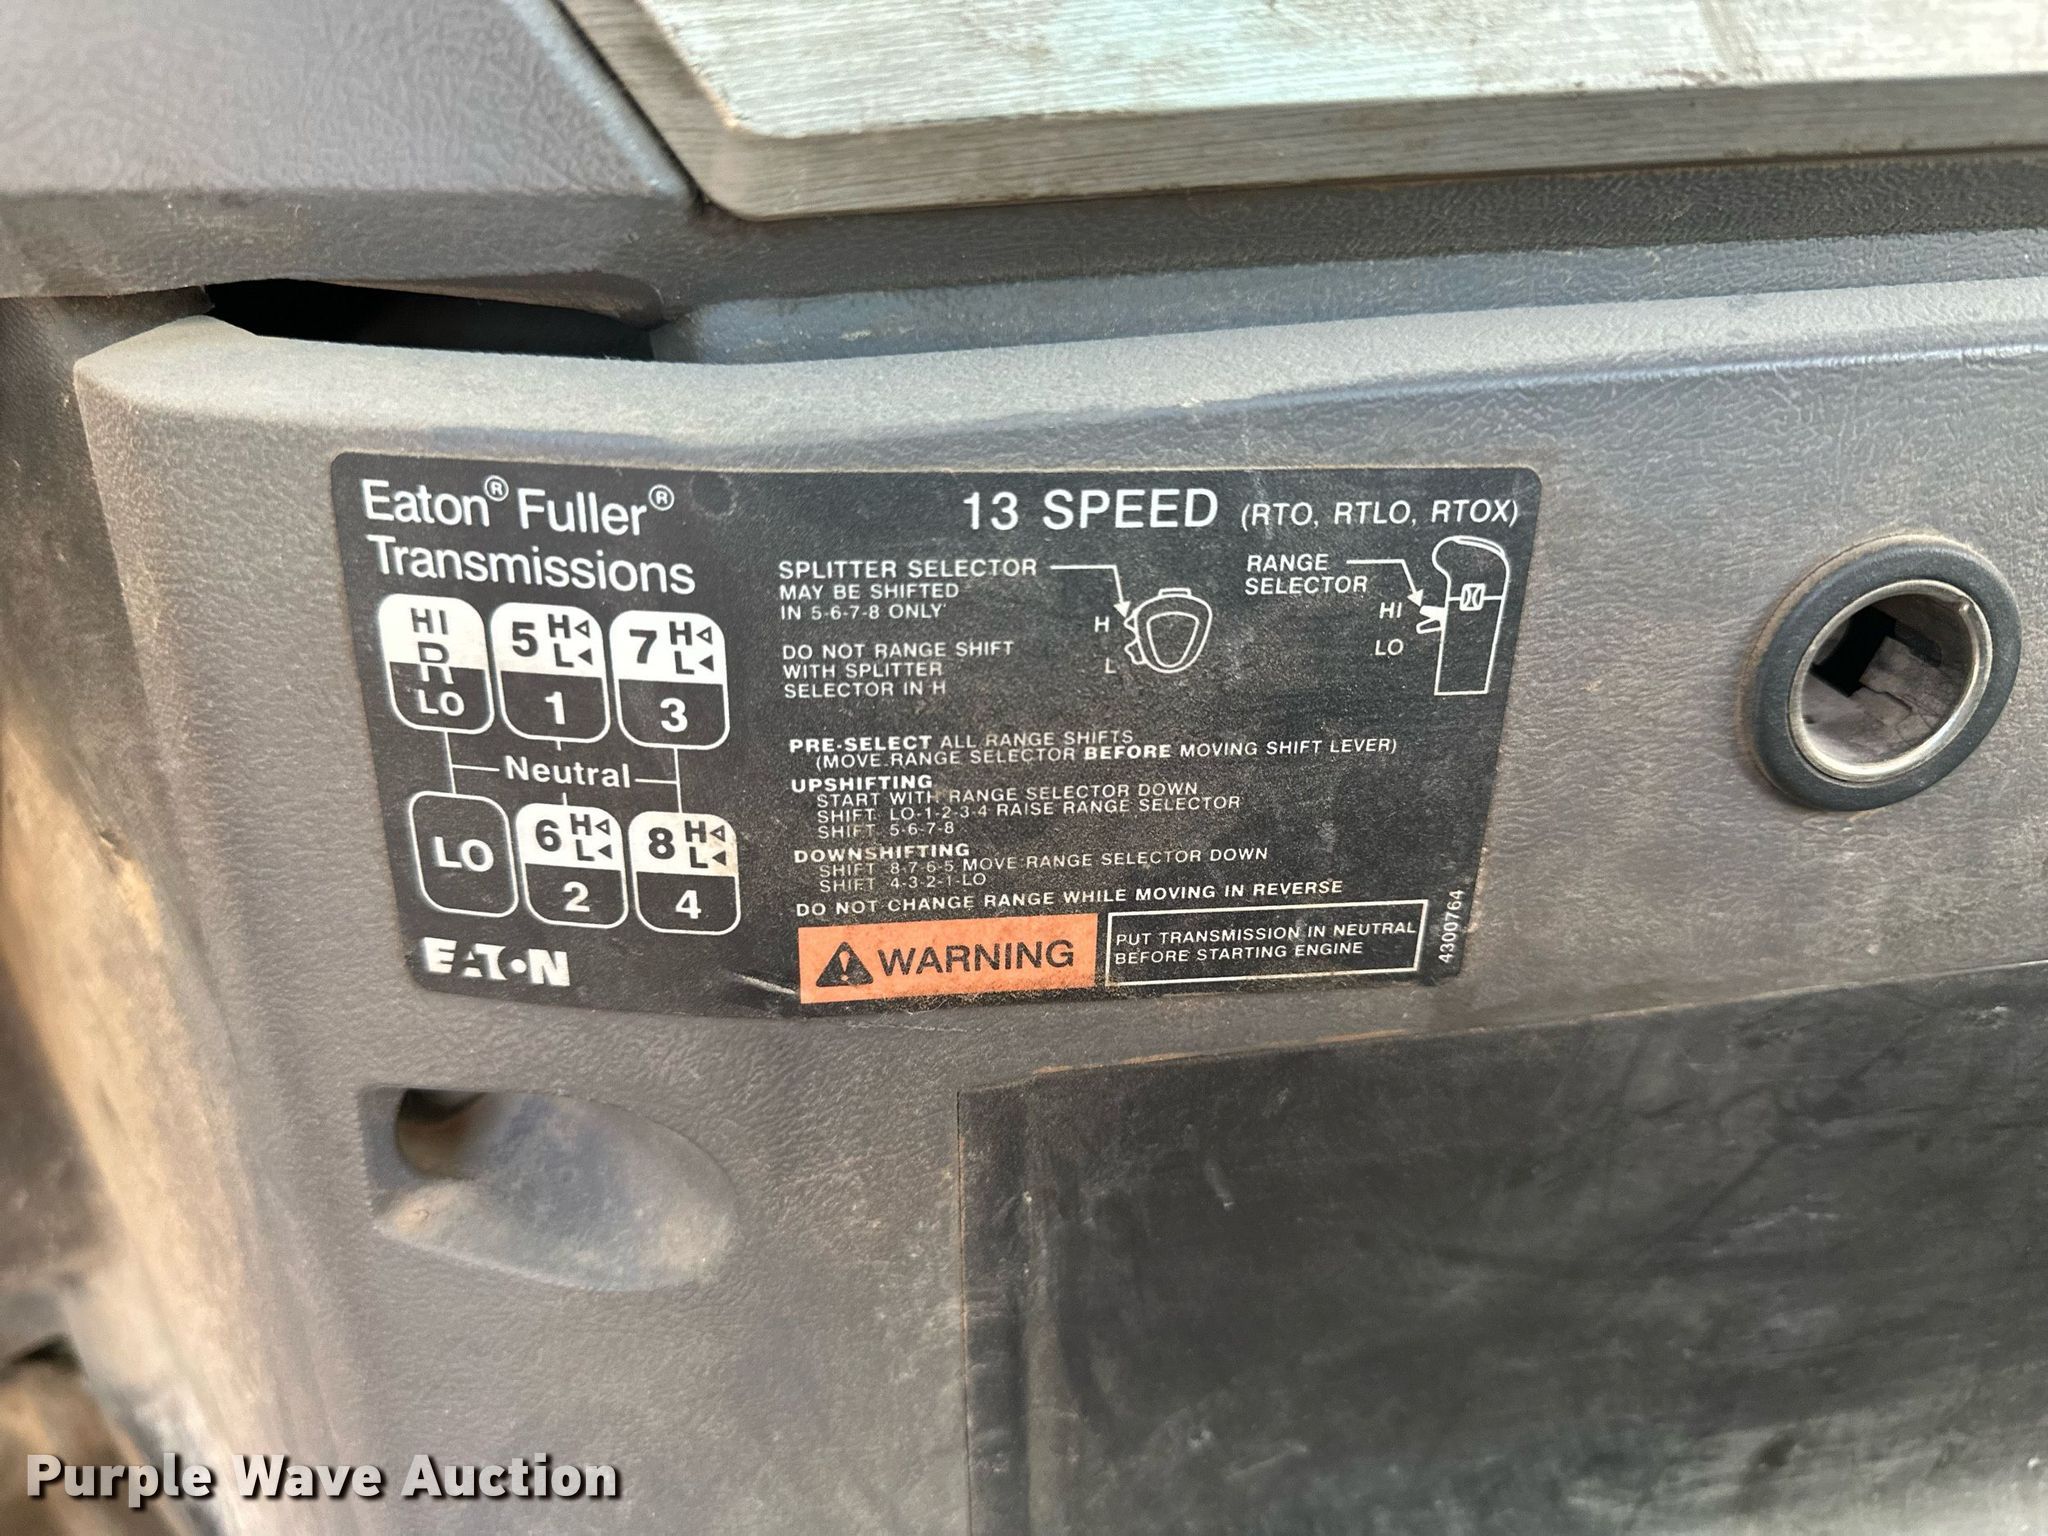 Eaton® Fuller®
Transmissions
13 SPEED (RTO, RTLO, RTOX)
HI
R
LO
5 H L
1
7 H L
3
Neutral
LO
6 H L
2
8 H L
4
EATON
SPLITTER SELECTOR
MAY BE SHIFTED
IN 5-6-7-8 ONLY
H
L
DO NOT RANGE SHIFT
WITH SPLITTER
SELECTOR IN H
RANGE
SELECTOR
HI
LO
PRE-SELECT ALL RANGE SHIFTS
(MOVE RANGE SELECTOR BEFORE MOVING SHIFT LEVER)
UPSHIFTING
START WITH RANGE SELECTOR DOWN
SHIFT LO-1-2-3-4 RAISE RANGE SELECTOR
SHIFT 5-6-7-8
DOWNSHIFTING
SHIFT 8-7-6-5 MOVE RANGE SELECTOR DOWN
SHIFT 4-3-2-1-LO
DO NOT CHANGE RANGE WHILE MOVING IN REVERSE
WARNING
PUT TRANSMISSION IN NEUTRAL
BEFORE STARTING ENGINE
4300764
Purple Wave Auction